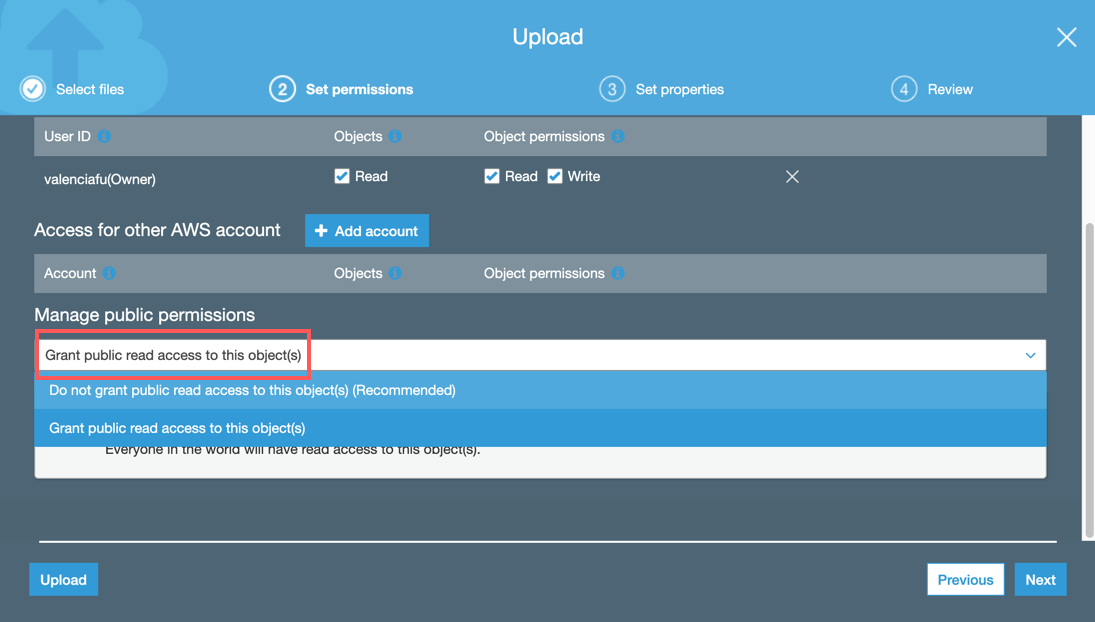 Upload
Select files
2 Set permissions
3 Set properties
4 Review
User ID Objects Object permissions
valenciafu(Owner) Read Read Write
Access for other AWS account Add account
Account Objects Object permissions
Manage public permissions
Grant public read access to this object(s)
Do not grant public read access to this object(s) (Recommended)
Grant public read access to this object(s)
Everyone in the world will have read access to this object(s).
Upload Previous Next